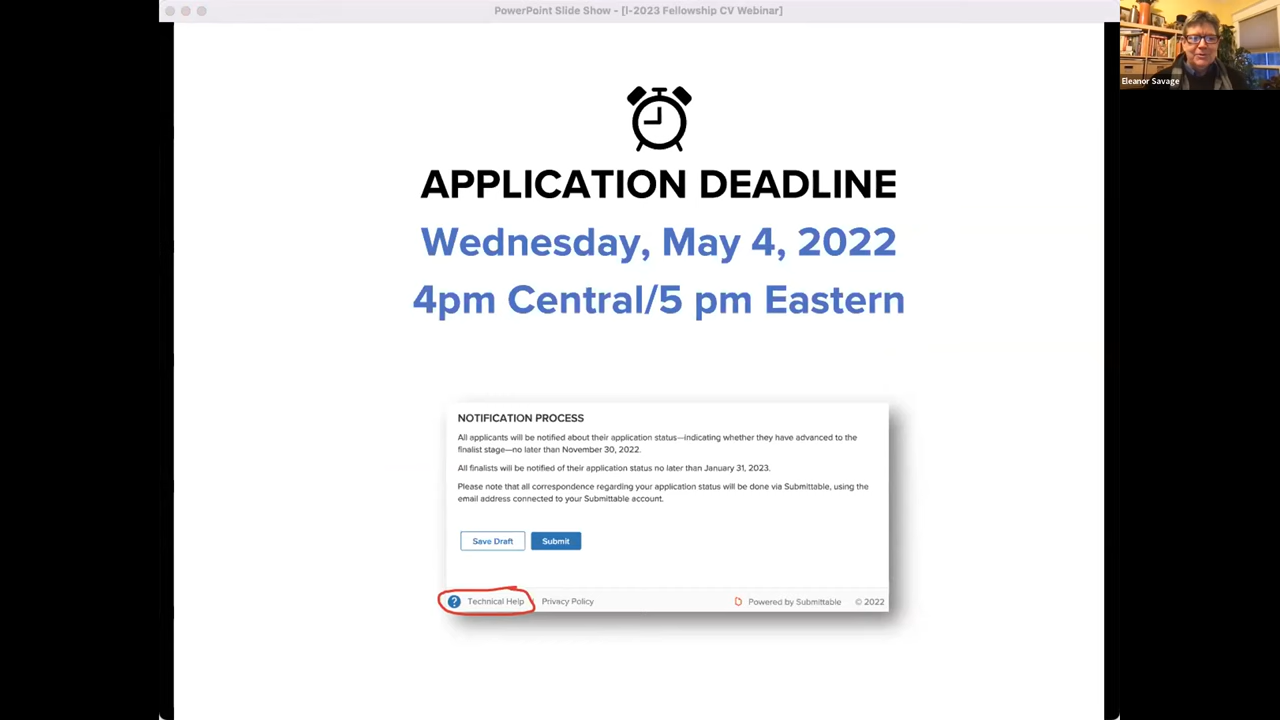 PowerPoint Slide Show - [I-2023 Fellowship CV Webinar]
Eleanor Savage
APPLICATION DEADLINE
Wednesday, May 4, 2022
4pm Central/5 pm Eastern
NOTIFICATION PROCESS
All applicants will be notified about their application status—indicating whether they have advanced to the
finalist stage—no later than November 30, 2022.
All finalists will be notified of their application status no later than January 31, 2023.
Please note that all correspondence regarding your application status will be done via Submittable, using the
email address connected to your Submittable account.
Save Draft Submit
? Technical Help | Privacy Policy Powered by Submittable © 2022